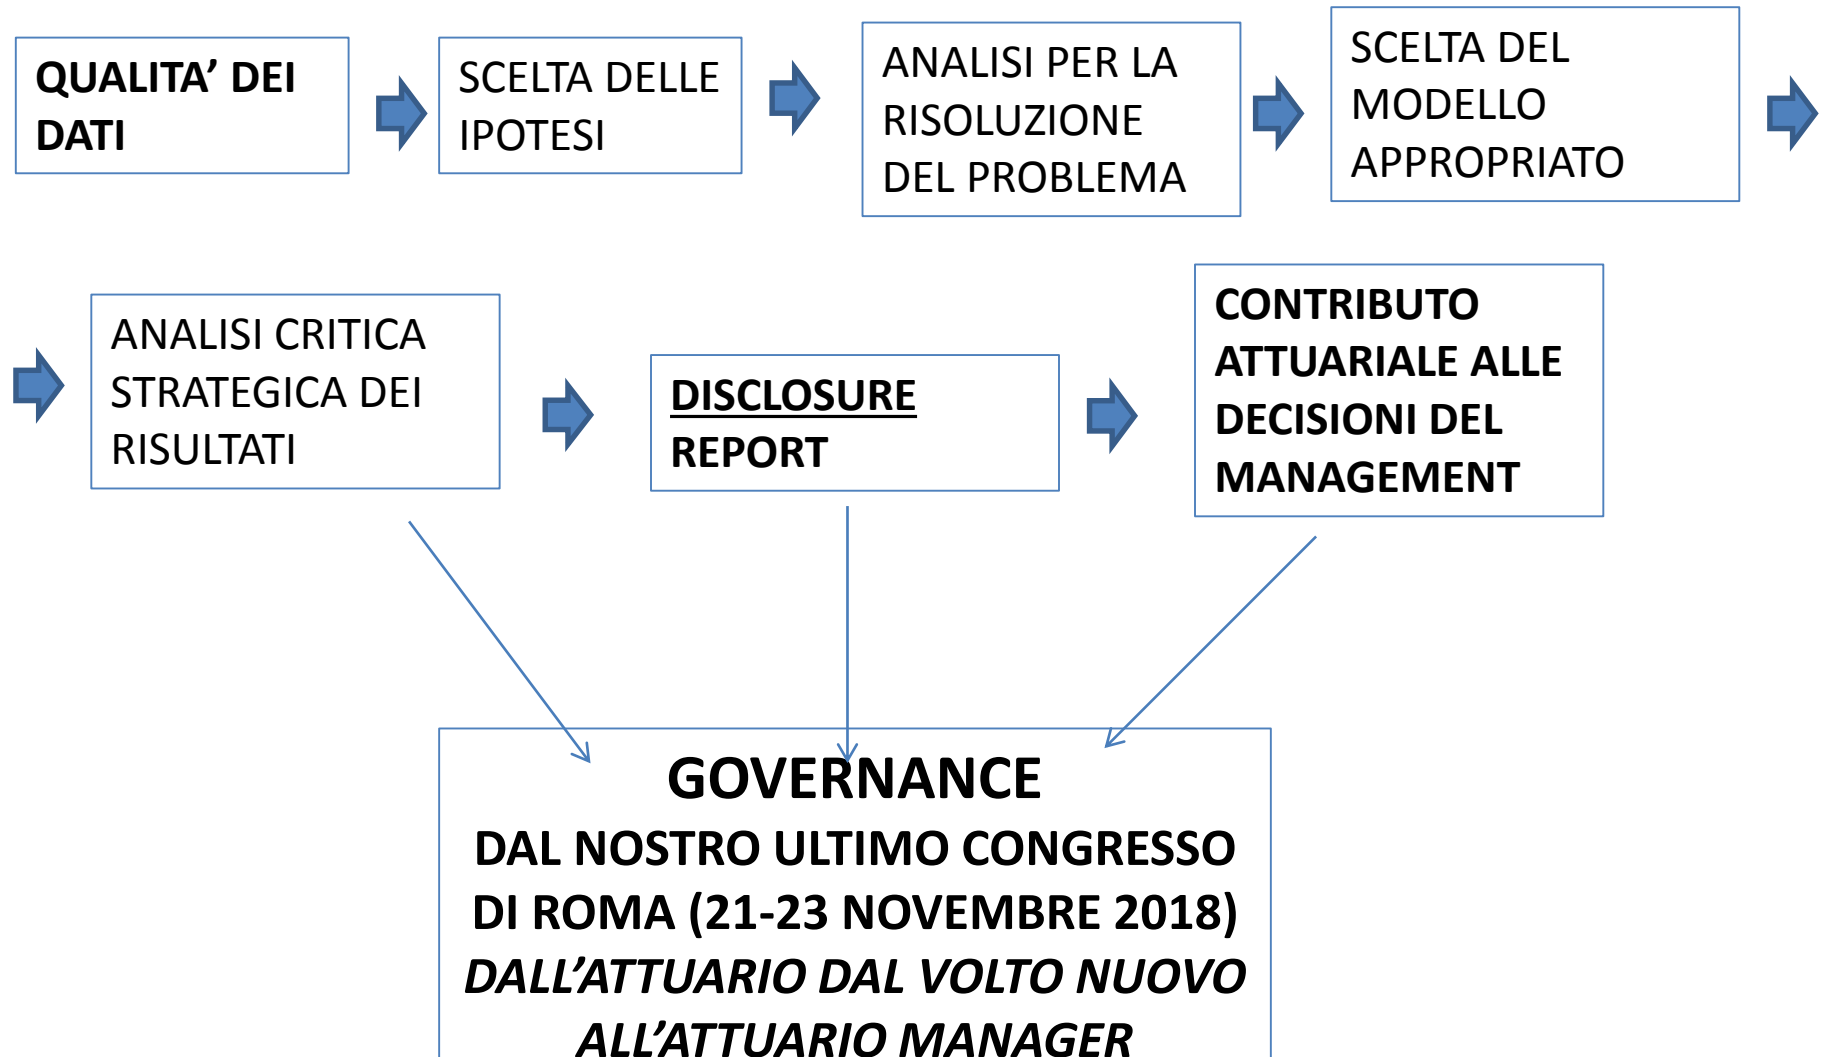 QUALITA’ DEI
DATI
SCELTA DELLE
IPOTESI
ANALISI PER LA
RISOLUZIONE
DEL PROBLEMA
SCELTA DEL
MODELLO
APPROPRIATO
ANALISI CRITICA
STRATEGICA DEI
RISULTATI
DISCLOSURE
REPORT
CONTRIBUTO
ATTUARIALE ALLE
DECISIONI DEL
MANAGEMENT
GOVERNANCE
DAL NOSTRO ULTIMO CONGRESSO
DI ROMA (21-23 NOVEMBRE 2018)
DALL’ATTUARIO DAL VOLTO NUOVO
ALL’ATTUARIO MANAGER